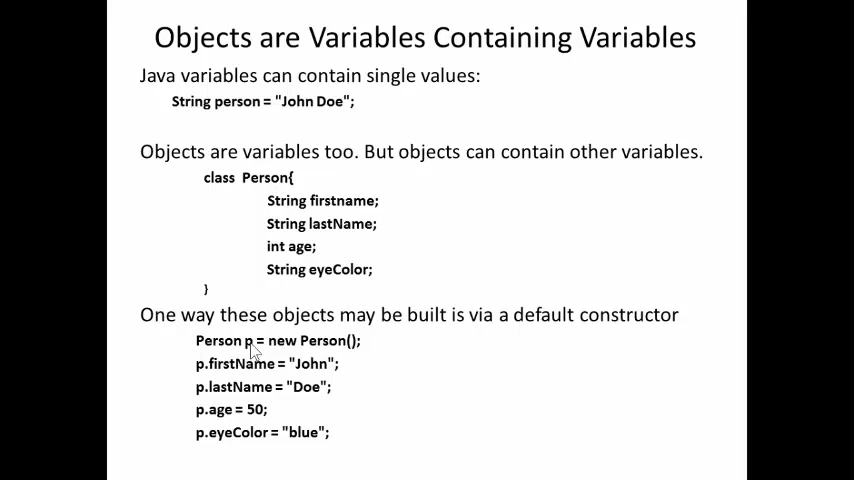 Objects are Variables Containing Variables
Java variables can contain single values:
String person = "John Doe";
Objects are variables too. But objects can contain other variables.
class Person{
String firstname;
String lastName;
int age;
String eyeColor;
}
One way these objects may be built is via a default constructor
Person p = new Person();
p.firstName = "John";
p.lastName = "Doe";
p.age = 50;
p.eyeColor = "blue";